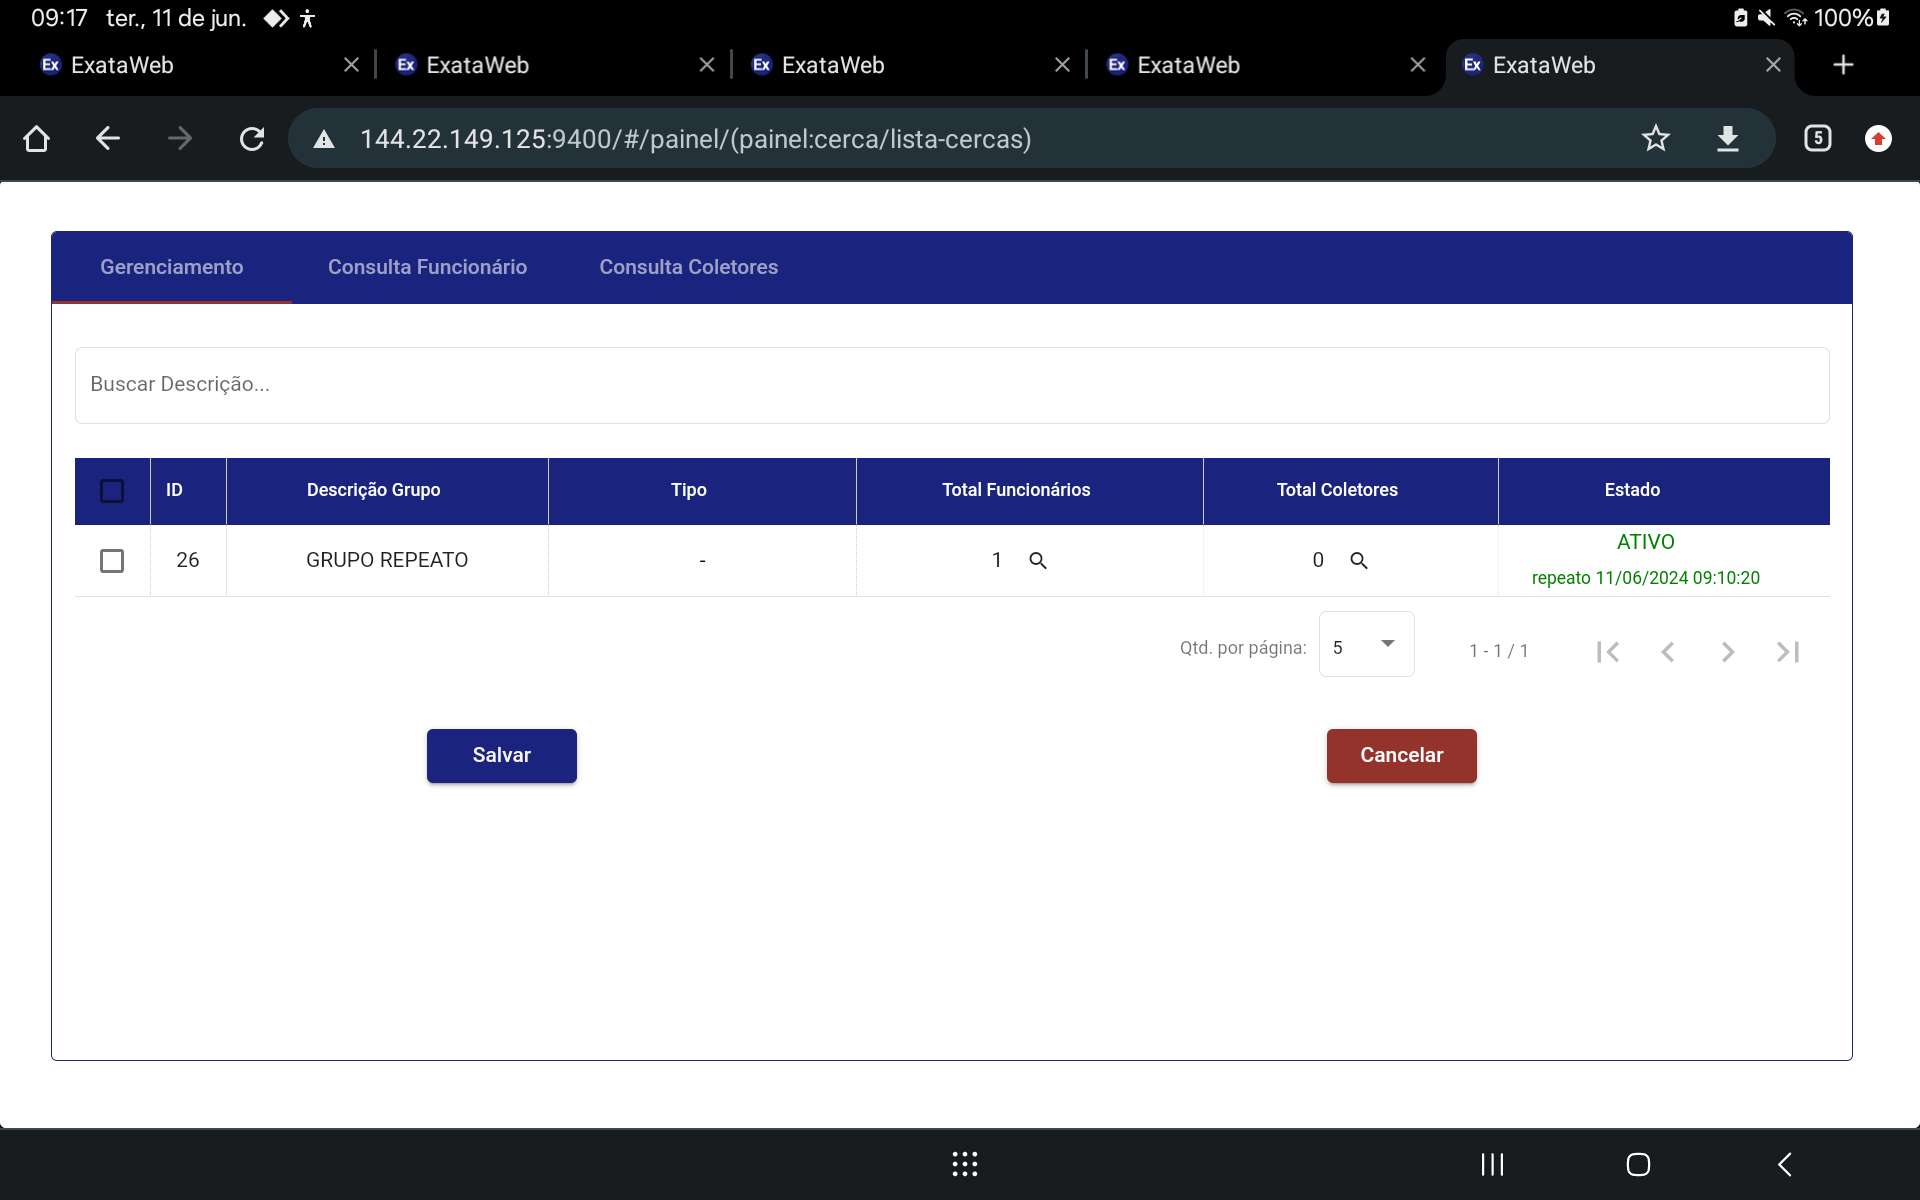 09:17 ter., 11 de jun. 100%
Ex ExataWeb Ex ExataWeb Ex ExataWeb Ex ExataWeb Ex ExataWeb
144.22.149.125:9400/#/painel/(painel:cerca/lista-cercas) 5
Gerenciamento Consulta Funcionário Consulta Coletores
Buscar Descrição...
ID Descrição Grupo Tipo Total Funcionários Total Coletores Estado
26 GRUPO REPEATO - 1 0 ATIVO
repeato 11/06/2024 09:10:20
Qtd. por página: 5 1 - 1 / 1
Salvar Cancelar